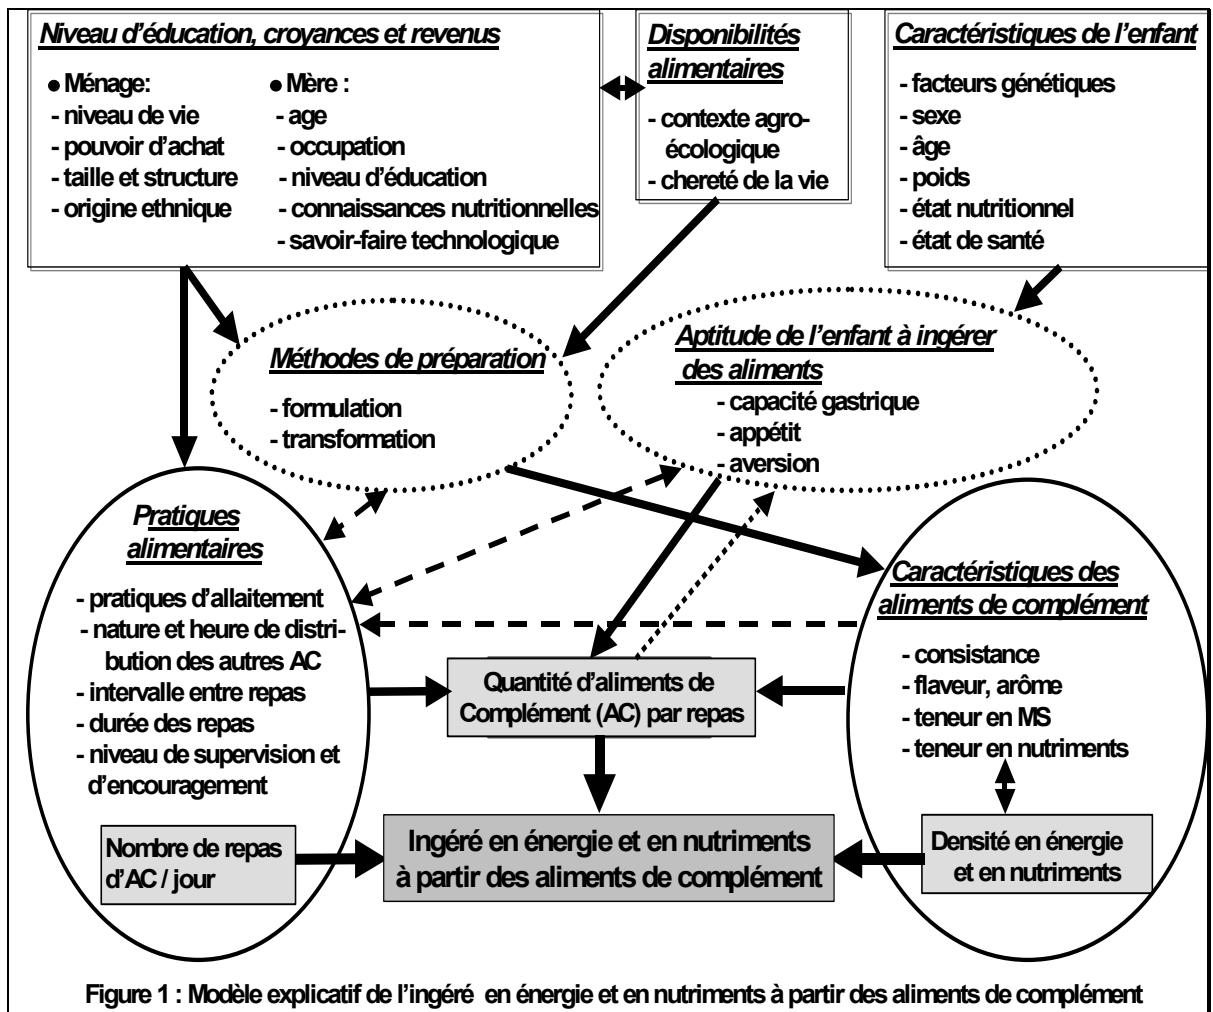 Niveau d'éducation, croyances et revenus
● Ménage:
- niveau de vie
- pouvoir d'achat
- taille et structure
- origine ethnique
● Mère :
- age
- occupation
- niveau d'éducation
- connaissances nutritionnelles
- savoir-faire technologique
Disponibilités
alimentaires
- contexte agro-
écologique
- chereté de la vie
Caractéristiques de l'enfant
- facteurs génétiques
- sexe
- âge
- poids
- état nutritionnel
- état de santé
Méthodes de préparation
- formulation
- transformation
Aptitude de l'enfant à ingérer
des aliments
- capacité gastrique
- appétit
- aversion
Pratiques
alimentaires
- pratiques d'allaitement
- nature et heure de distri-
bution des autres AC
- intervalle entre repas
- durée des repas
- niveau de supervision et
d'encouragement
Nombre de repas
d'AC / jour
Quantité d'aliments de
Complément (AC) par repas
Ingéré en énergie et en nutriments
à partir des aliments de complément
Caractéristiques des
aliments de complément
- consistance
- flaveur, arôme
- teneur en MS
- teneur en nutriments
Densité en énergie
et en nutriments
Figure 1 : Modèle explicatif de l'ingéré en énergie et en nutriments à partir des aliments de complément